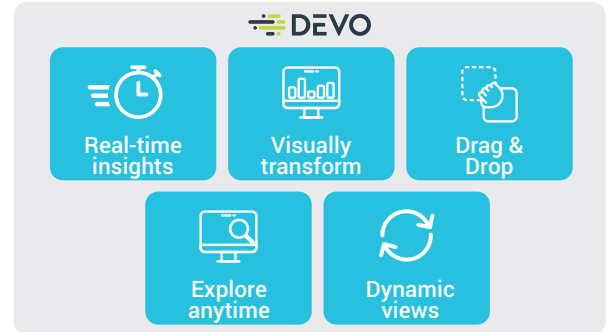 DEVO
Real-time
insights
Visually
transform
Drag &
Drop
Explore
anytime
Dynamic
views